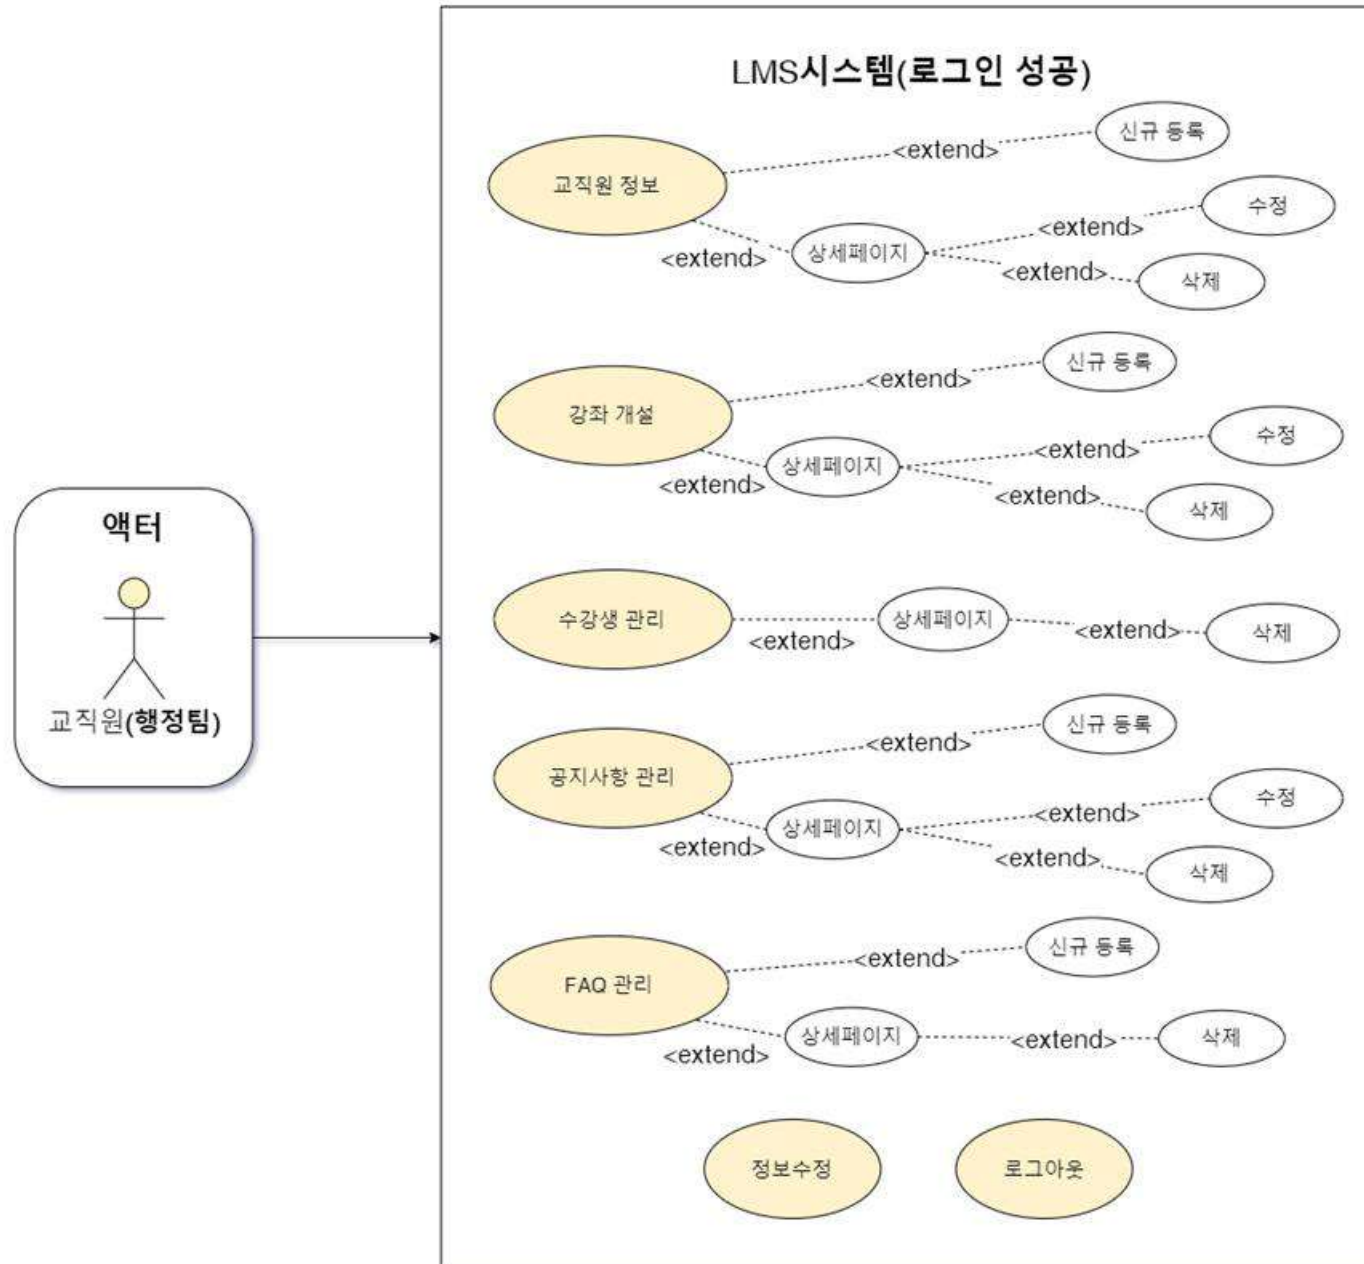 LMS시스템(로그인 성공)
신규 등록
<extend>
교직원 정보
수정
<extend>
상세페이지
<extend>
<extend>
삭제
신규 등록
<extend>
강좌 개설
수정
<extend>
상세페이지
<extend>
<extend>
삭제
액터
교직원(행정팀)
수강생 관리
<extend>
상세페이지
<extend>
삭제
신규 등록
<extend>
공지사항 관리
수정
<extend>
상세페이지
<extend>
<extend>
삭제
신규 등록
<extend>
FAQ 관리
상세페이지
<extend>
<extend>
삭제
정보수정
로그아웃